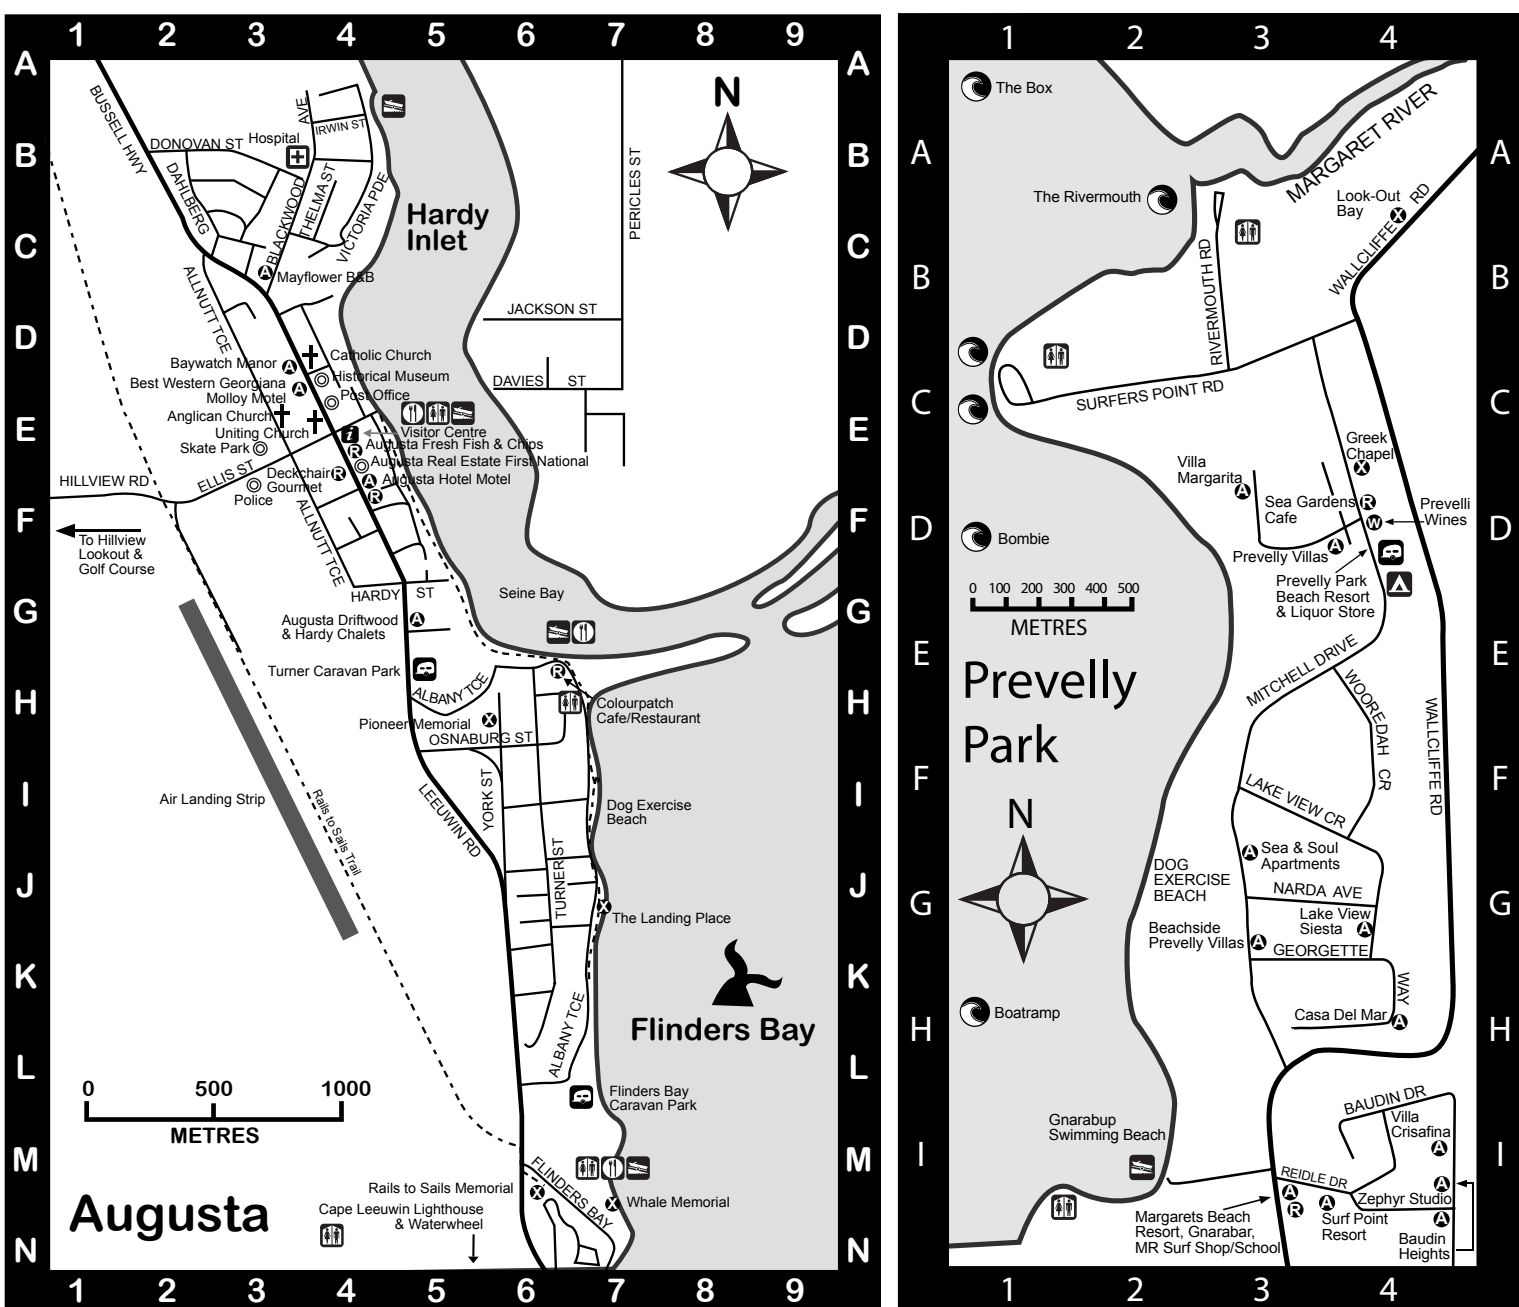 1 2 3 4 5 6 7 8 9
A
B
C
D
E
F
G
H
I
J
K
L
M
N
A
B
C
D
E
F
G
H
I
J
K
L
M
N
1 2 3 4 5 6 7 8 9
BUSSELL HWY
DONOVAN ST
Hospital
AVE
IRWIN ST
DAHLBERG
BLACKWOOD
THELMA ST
VICTORIA PDE
Hardy
Inlet
N
PERICLES ST
A Mayflower B&B
ALLNUTT TCE
JACKSON ST
Baywatch Manor A
Catholic Church
Best Western Georgiana
Molloy Motel A
Historical Museum
Post Office
DAVIES ST
Anglican Church
Uniting Church
i Visitor Centre
Skate Park
R Augusta Fresh Fish & Chips
Augusta Real Estate First National
ELLIS ST
Deckchair R
Gourmet
A Augusta Hotel Motel
R
HILLVIEW RD
Police
To Hillview
Lookout &
Golf Course
ALLNUTT TCE
HARDY ST
Seine Bay
Augusta Driftwood A
& Hardy Chalets
Turner Caravan Park
ALBANY TCE
R
Colourpatch
Cafe/Restaurant
Pioneer Memorial X
OSNABURG ST
Air Landing Strip
Rails to Sails Trail
LEEUWIN RD
YORK ST
Dog Exercise
Beach
TURNER ST
X The Landing Place
Flinders Bay
ALBANY TCE
0 500 1000
METRES
Flinders Bay
Caravan Park
FLINDERS BAY
Rails to Sails Memorial X
X Whale Memorial
Cape Leeuwin Lighthouse
& Waterwheel
Augusta
1 2 3 4
A
B
C
D
E
F
G
H
I
A
B
C
D
E
F
G
H
I
1 2 3 4
The Box
MARGARET RIVER
The Rivermouth
Look-Out
Bay X
WALLCLIFFE RD
RIVERMOUTH RD
SURFERS POINT RD
Greek
Chapel
X
Villa
Margarita A
Sea Gardens R
Cafe
W
Prevelli
Wines
Bombie
Prevelly Villas A
Prevelly Park
Beach Resort
& Liquor Store
0 100 200 300 400 500
METRES
MITCHELL DRIVE
Prevelly
Park
WOOREDAH CR
WALLCLIFFE RD
LAKE VIEW CR
N
A Sea & Soul
Apartments
DOG
EXERCISE
BEACH
NARDA AVE
Lake View
Siesta A
Beachside
Prevelly Villas A
GEORGETTE
WAY
Boatramp
Casa Del Mar A
BAUDIN DR
Gnarabup
Swimming Beach
Villa
Crisafina
A
REIDLE DR
A
Zephyr Studio
A
R
A
Surf Point
Resort
A
Baudin
Heights
Margarets Beach
Resort, Gnarabar,
MR Surf Shop/School